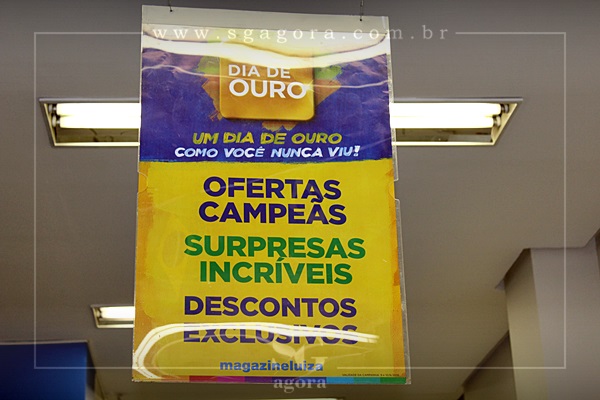 www.sgagora.com.br
DIA DE
OURO
UM DIA DE OURO
COMO VOCÊ NUNCA VIU!
OFERTAS
CAMPEÃS
SURPRESAS
INCRÍVEIS
DESCONTOS
EXCLUSIVOS
magazineluiza
agora